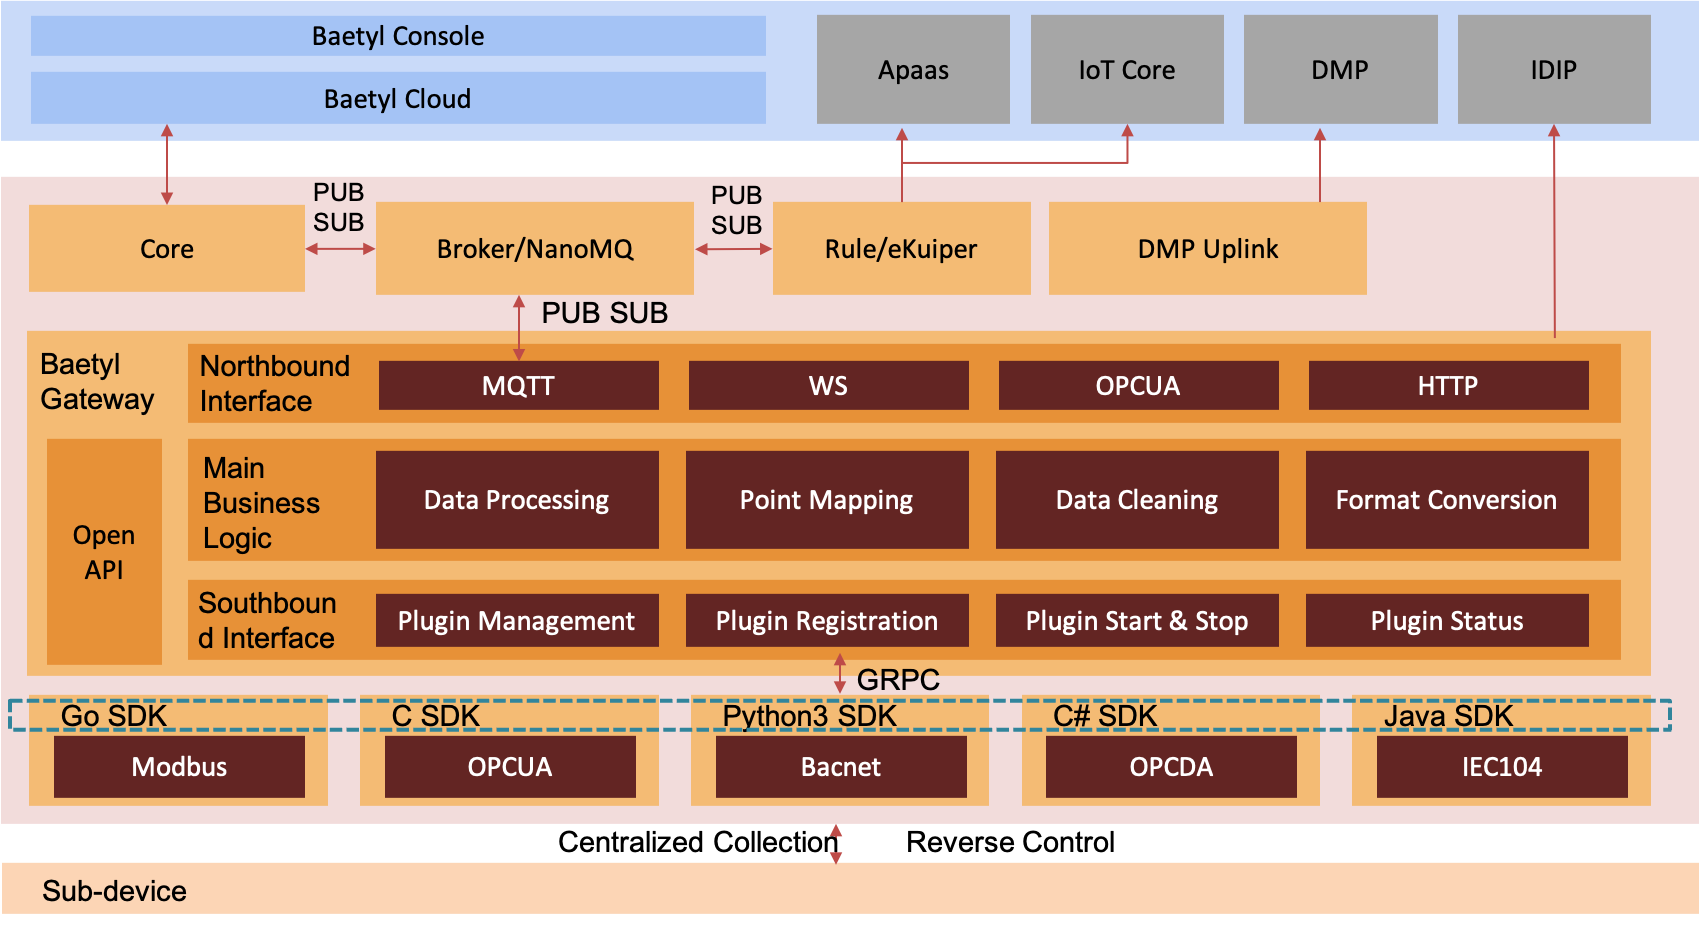 Baetyl Console
Baetyl Cloud
Apaas
IoT Core
DMP
IDIP
PUB
SUB
PUB
SUB
Core
Broker/NanoMQ
Rule/eKuiper
DMP Uplink
PUB SUB
Baetyl
Gateway
Northbound
Interface
MQTT
WS
OPCUA
HTTP
Open
API
Main
Business
Logic
Data Processing
Point Mapping
Data Cleaning
Format Conversion
Southboun
d Interface
Plugin Management
Plugin Registration
Plugin Start & Stop
Plugin Status
GRPC
Go SDK
C SDK
Python3 SDK
C# SDK
Java SDK
Modbus
OPCUA
Bacnet
OPCDA
IEC104
Centralized Collection
Reverse Control
Sub-device